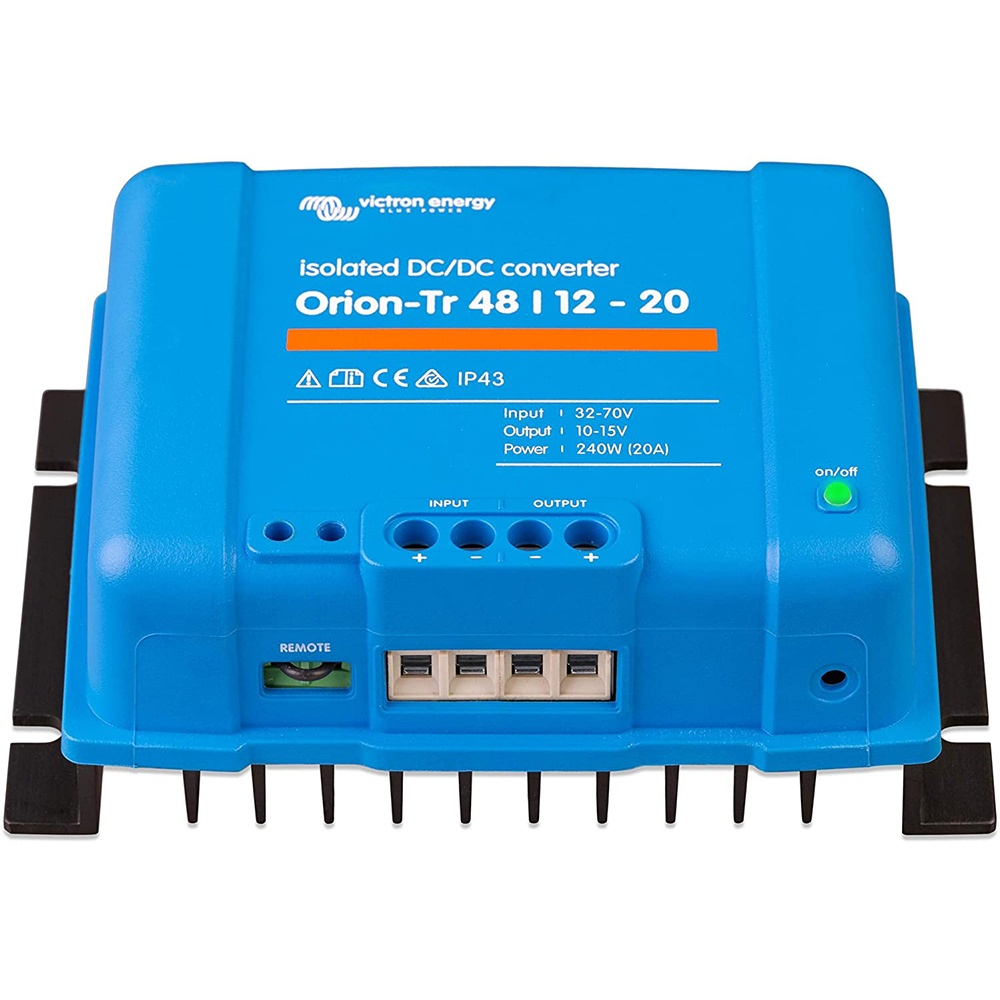 victron energy
BLUE POWER
isolated DC/DC converter
Orion-Tr 48 | 12 - 20
CE IP43
Input | 32-70V
Output | 10-15V
Power | 240W (20A)
on/off
INPUT | OUTPUT
+ - - +
REMOTE